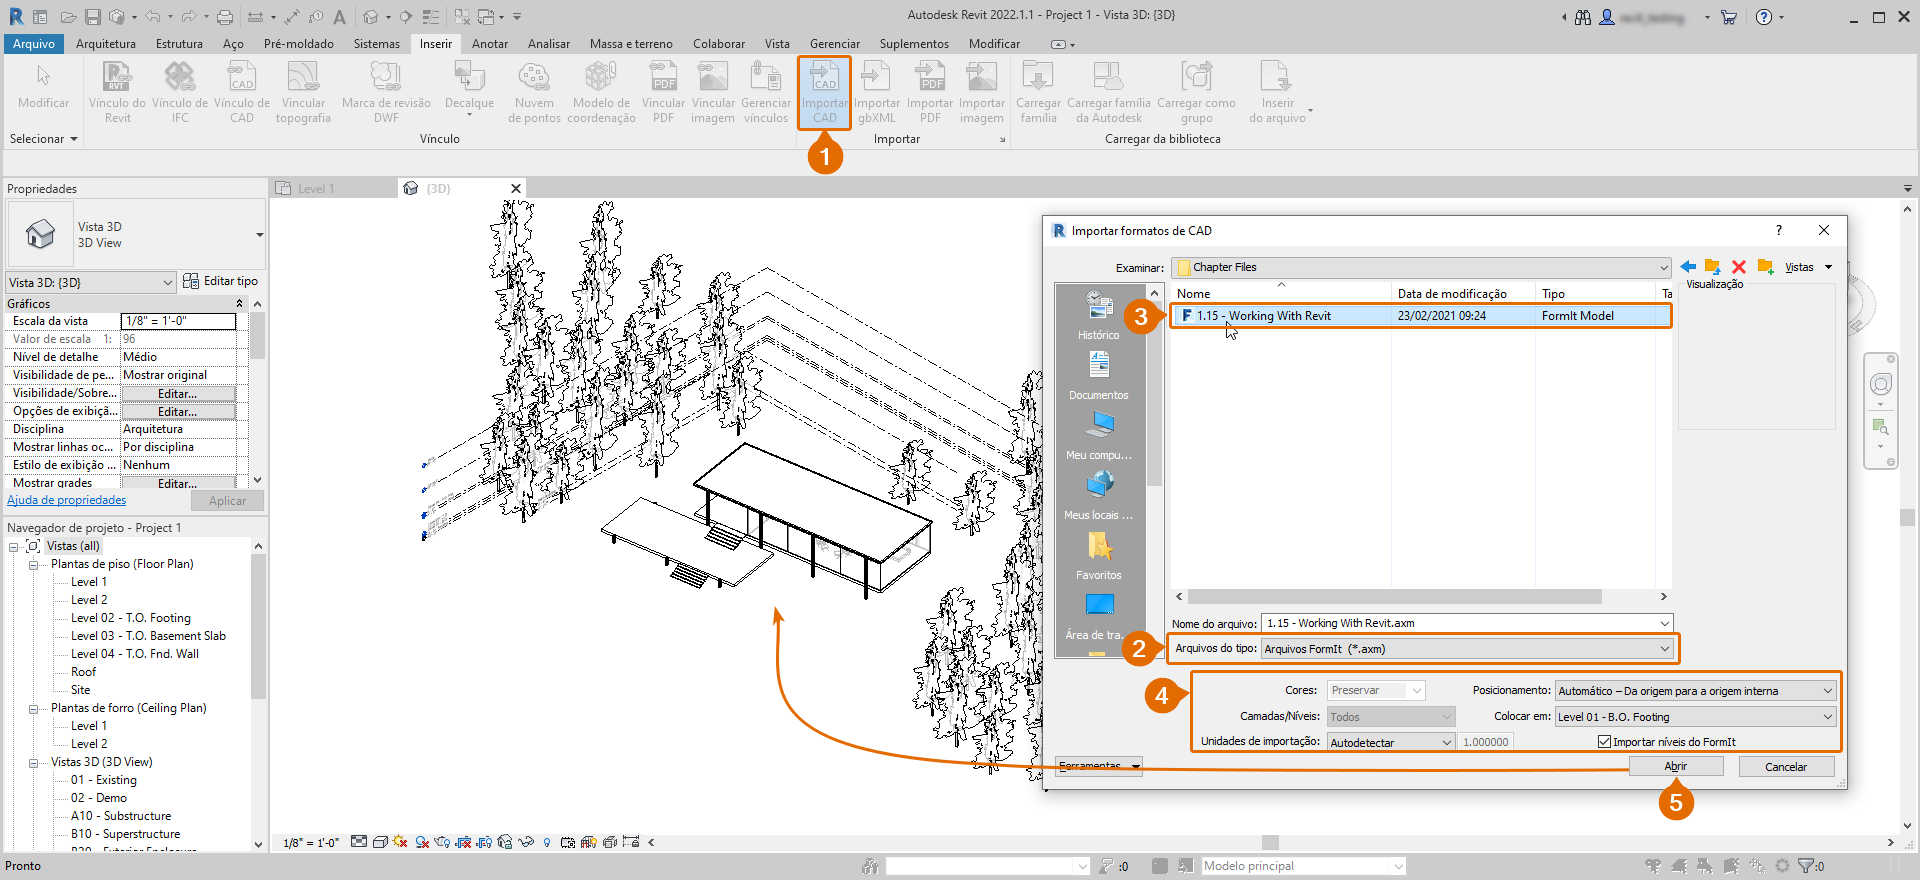 Autodesk Revit 2022.1.1 - Project 1 - Vista 3D: {3D}
Arquivo Arquitetura Estrutura Aço Pré-moldado Sistemas Inserir Anotar Analisar Massa e terreno Colaborar Vista Gerenciar Suplementos Modificar
Modificar
Vínculo do Revit
Vínculo de IFC
Vínculo de CAD
Vincular topografia
Marca de revisão DWF
Decalque
Nuvem de pontos
Modelo de coordenação
Vincular PDF
Vincular imagem
Gerenciar vínculos
Importar CAD
Importar gbXML
Importar PDF
Importar imagem
Carregar família
Carregar família da Autodesk
Carregar como grupo
Inserir do arquivo
Selecionar
Vínculo
Importar
Carregar da biblioteca
1
Propriedades
Level 1
{3D}
Vista 3D
3D View
Vista 3D: {3D}
Editar tipo
Gráficos
Escala da vista 1/8" = 1'-0"
Valor de escala 1: 96
Nível de detalhe Médio
Visibilidade de pe... Mostrar original
Visibilidade/Sobre... Editar...
Opções de exibiçã... Editar...
Disciplina Arquitetura
Mostrar linhas oc... Por disciplina
Estilo de exibição ... Nenhum
Mostrar grades Editar...
Ajuda de propriedades
Aplicar
Navegador de projeto - Project 1
Vistas (all)
Plantas de piso (Floor Plan)
Level 1
Level 2
Level 02 - T.O. Footing
Level 03 - T.O. Basement Slab
Level 04 - T.O. Fnd. Wall
Roof
Site
Plantas de forro (Ceiling Plan)
Level 1
Level 2
Vistas 3D (3D View)
01 - Existing
02 - Demo
A10 - Substructure
B10 - Superstructure
B20 - Exterior Enclosure
Importar formatos de CAD
?
Examinar: Chapter Files
Vistas
Nome Data de modificação Tipo Ta
Visualização
3
1.15 - Working With Revit 23/02/2021 09:24 FormIt Model
Histórico
Documentos
Meu compu...
Meus locais ...
Favoritos
Área de tra...
Nome do arquivo: 1.15 - Working With Revit.axm
2
Arquivos do tipo: Arquivos FormIt (*.axm)
4
Cores: Preservar
Posicionamento: Automático – Da origem para a origem interna
Camadas/Níveis: Todos
Colocar em: Level 01 - B.O. Footing
Unidades de importação: Autodetectar 1.000000
Importar níveis do FormIt
Ferramentas
Abrir
Cancelar
5
1/8" = 1'-0"
Pronto
:0
Modelo principal
:0